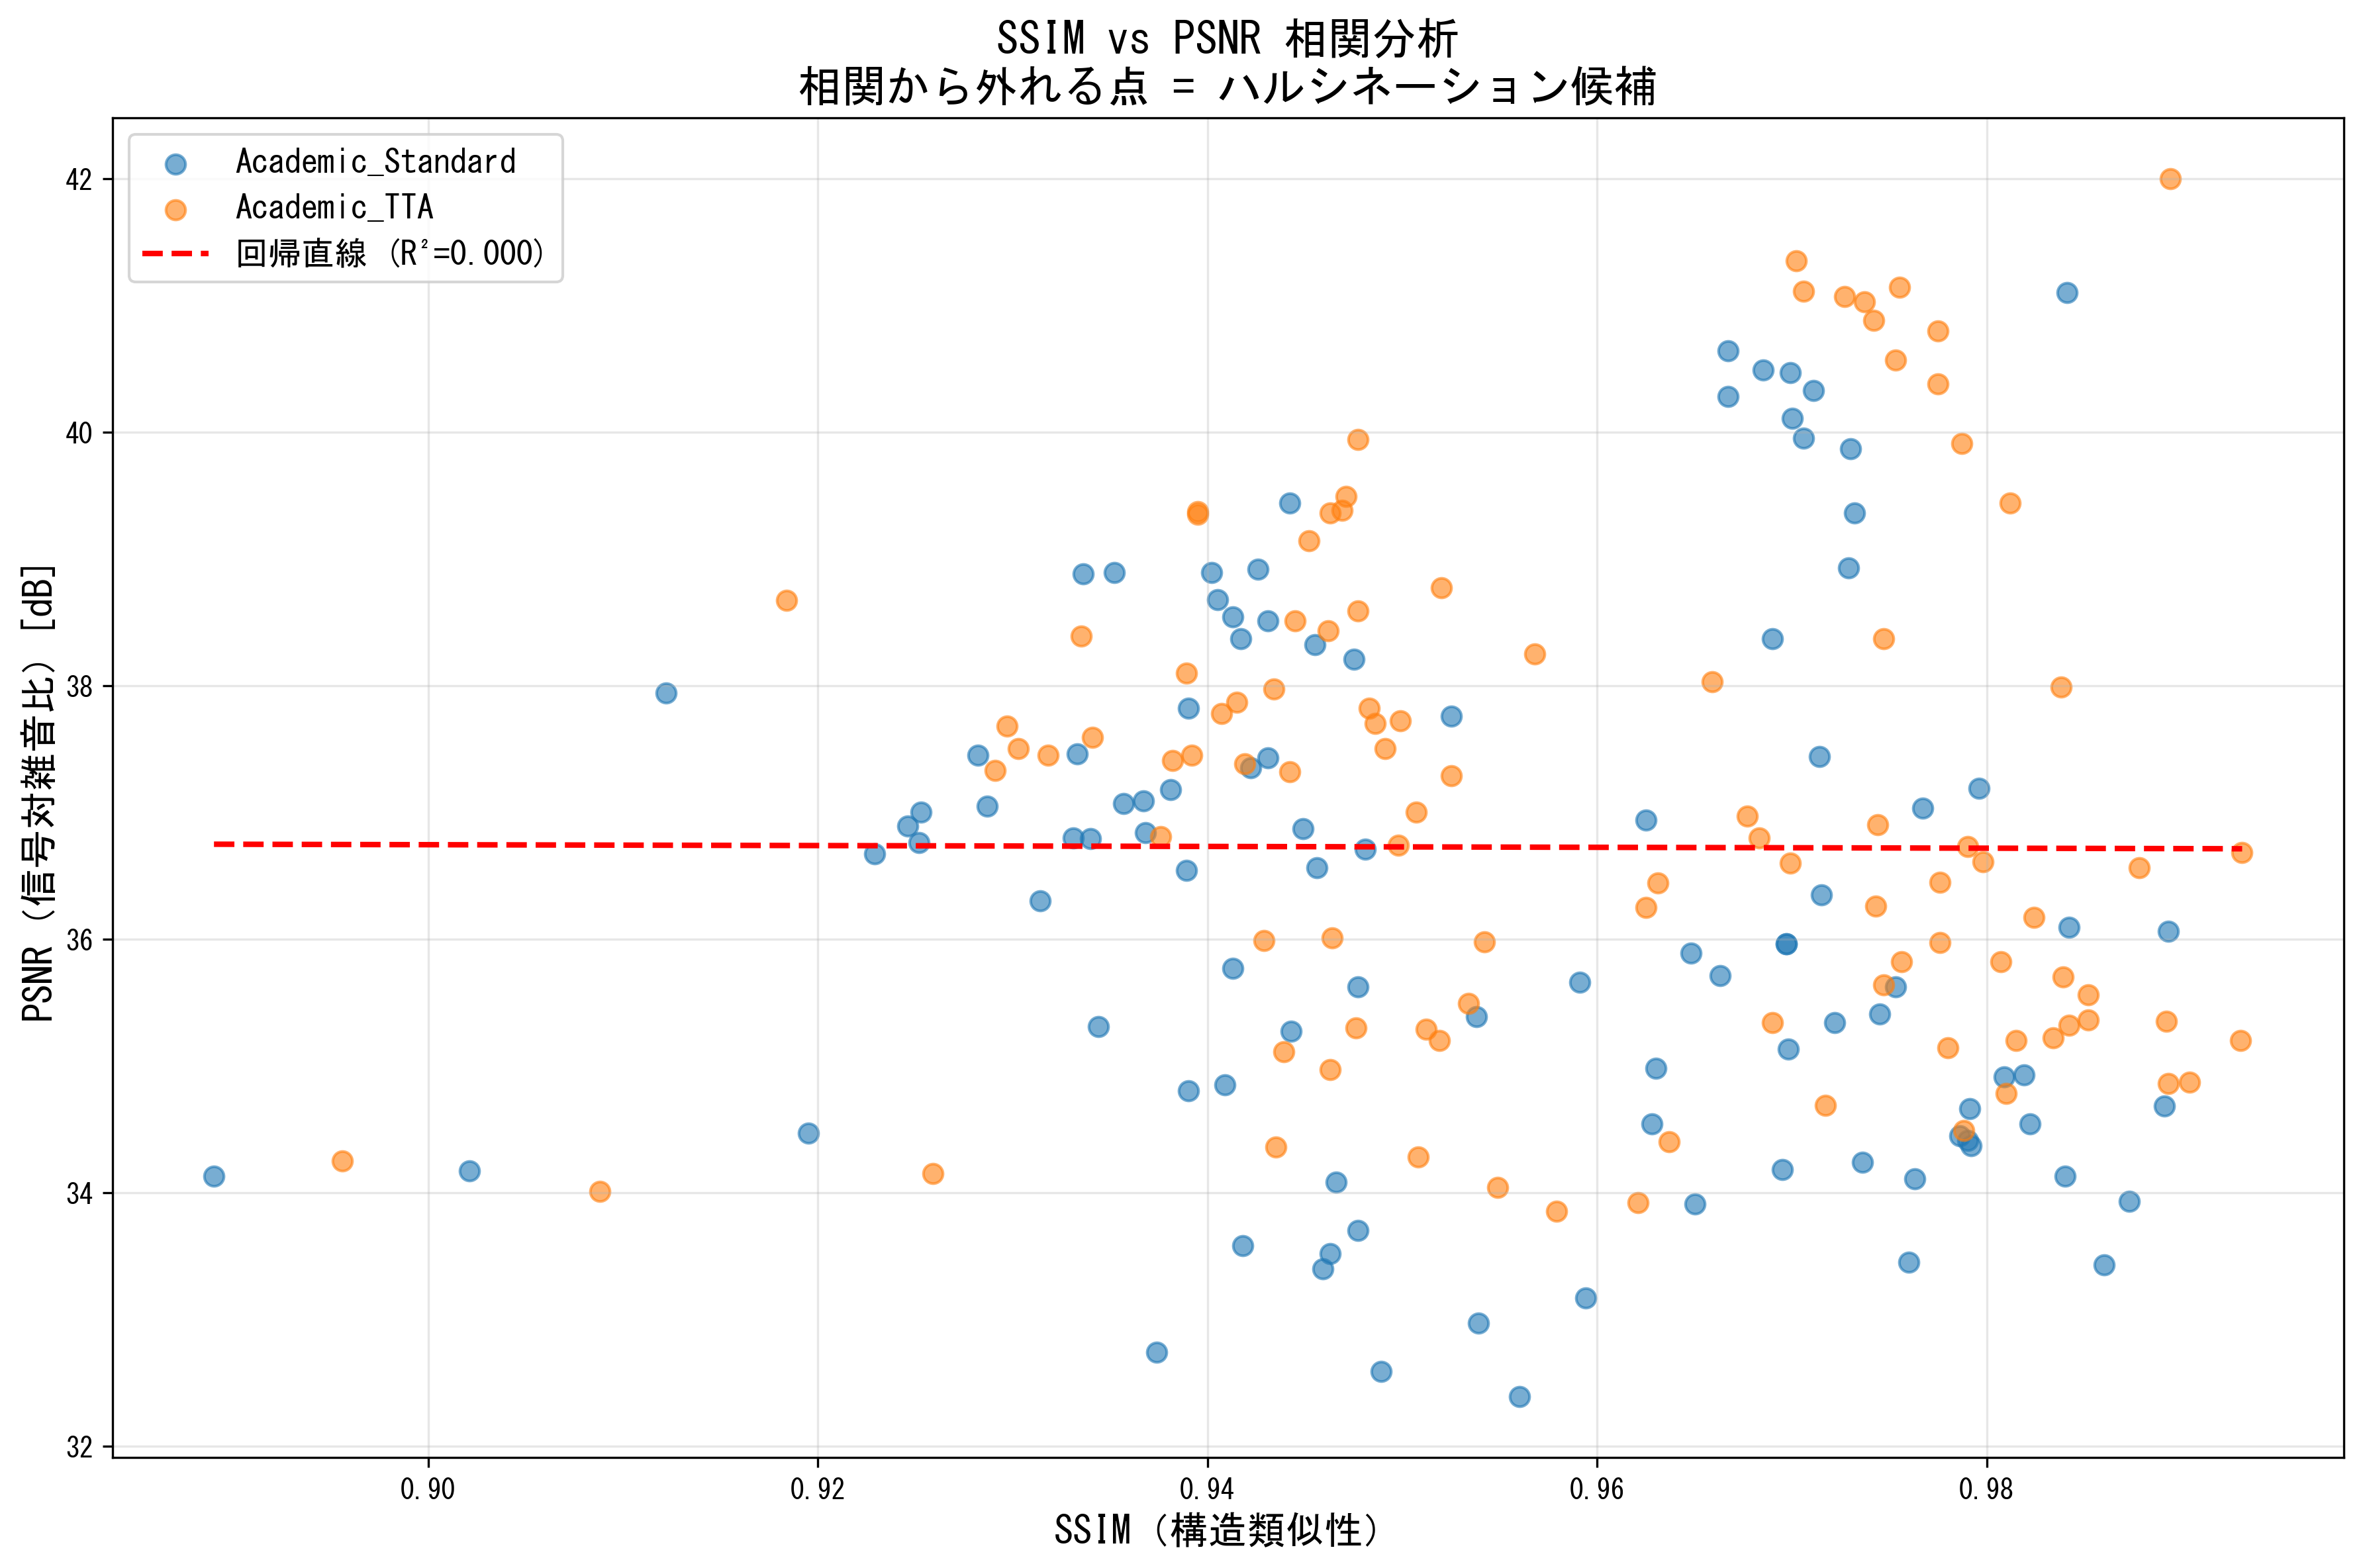 SSIM vs PSNR 相関分析
相関から外れる点 = ハルシネーション候補
Academic_Standard
Academic_TTA
回帰直線 (R²=0.000)
PSNR (信号対雑音比) [dB]
42
40
38
36
34
32
0.90
0.92
0.94
0.96
0.98
SSIM (構造類似性)